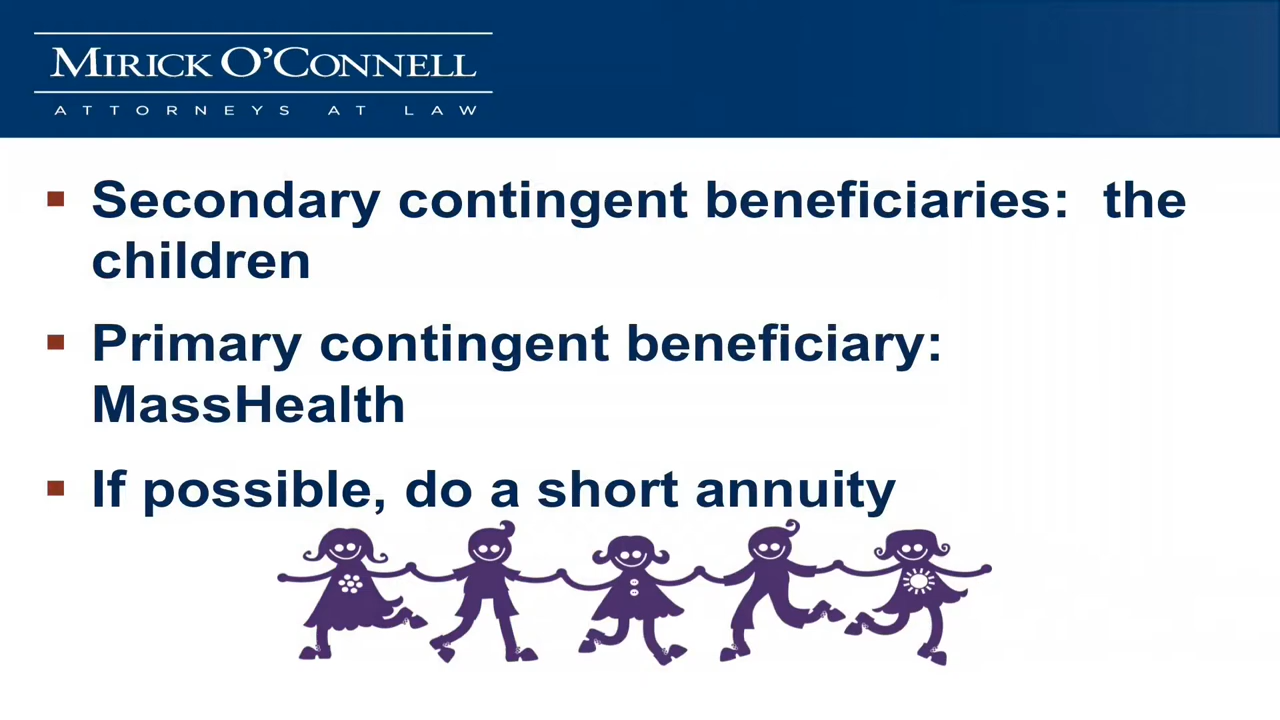 MIRICK O'CONNELL
ATTORNEYS AT LAW
▪ Secondary contingent beneficiaries:  the
children
▪ Primary contingent beneficiary:
MassHealth
▪ If possible, do a short annuity